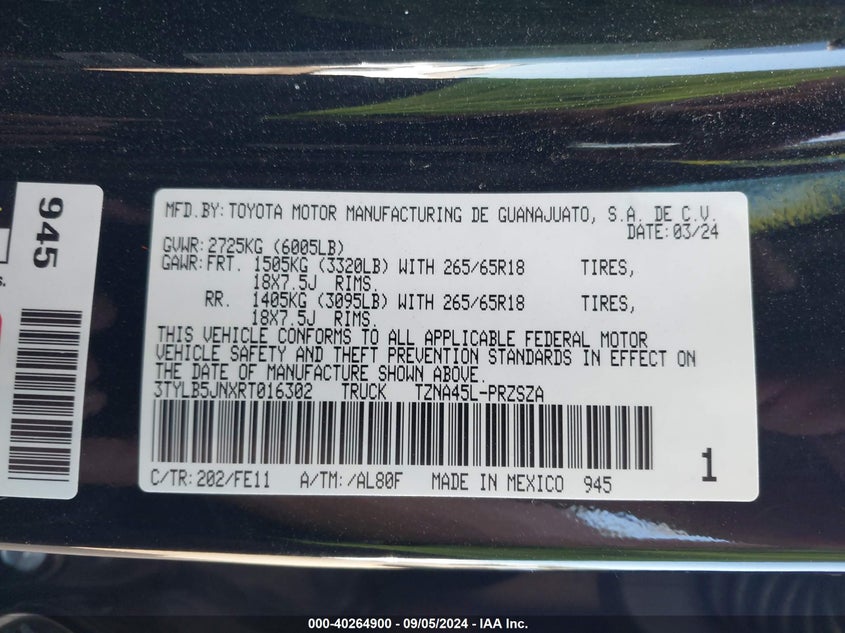 945
s.
MFD.BY: TOYOTA MOTOR MANUFACTURING DE GUANAJUATO, S.A. DE C.V.
DATE: 03/24
GVWR: 2725KG (6005LB)
GAWR: FRT. 1505KG (3320LB) WITH 265/65R18 TIRES,
18X7.5J RIMS.
RR. 1405KG (3095LB) WITH 265/65R18 TIRES,
18X7.5J RIMS.
THIS VEHICLE CONFORMS TO ALL APPLICABLE FEDERAL MOTOR
VEHICLE SAFETY AND THEFT PREVENTION STANDARDS IN EFFECT ON
THE DATE OF MANUFACTURE SHOWN ABOVE.
3TYLB5JNXRT016302 TRUCK TZNA45L-PRZSZA
C/TR: 202/FE11 A/TM: /AL80F MADE IN MEXICO 945
1
000-40264900 - 09/05/2024 - IAA Inc.